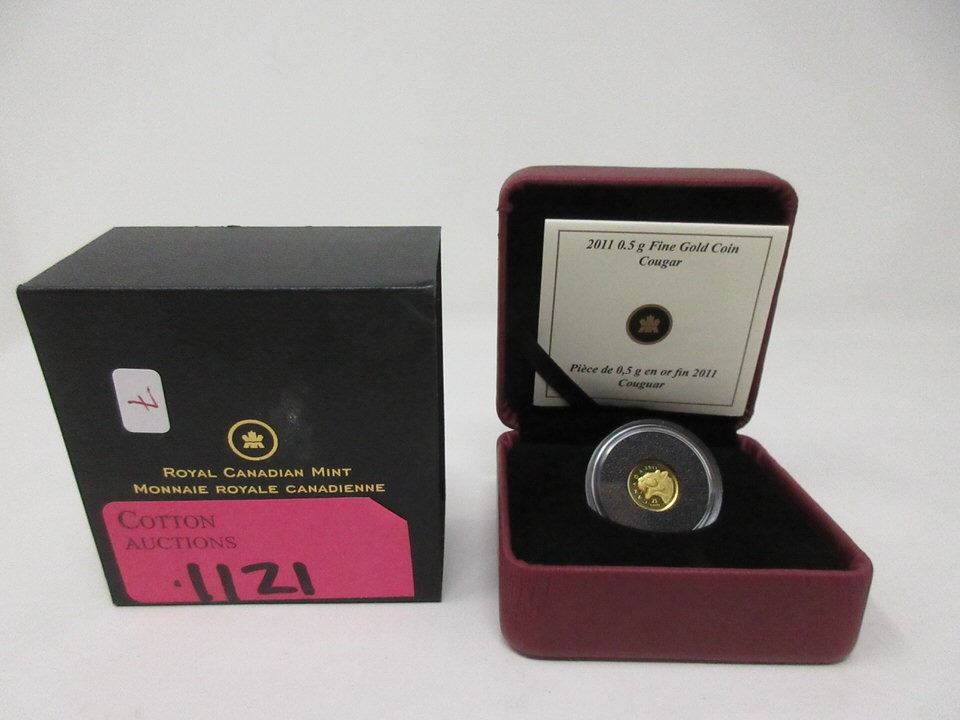 7
ROYAL CANADIAN MINT
MONNAIE ROYALE CANADIENNE
COTTON
AUCTIONS
1121
2011 0.5 g Fine Gold Coin
Cougar
Pièce de 0,5 g en or fin 2011
Couguar